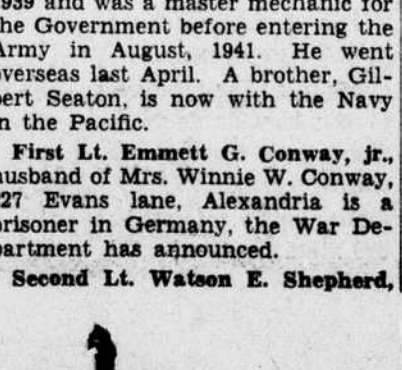 1939 and was a master mechanic for
the Government before entering the
Army in August, 1941. He went
overseas last April. A brother, Gil-
bert Seaton, is now with the Navy
in the Pacific.
First Lt. Emmett G. Conway, jr.,
husband of Mrs. Winnie W. Conway,
27 Evans lane, Alexandria is a
prisoner in Germany, the War De-
partment has announced.
Second Lt. Watson E. Shepherd,